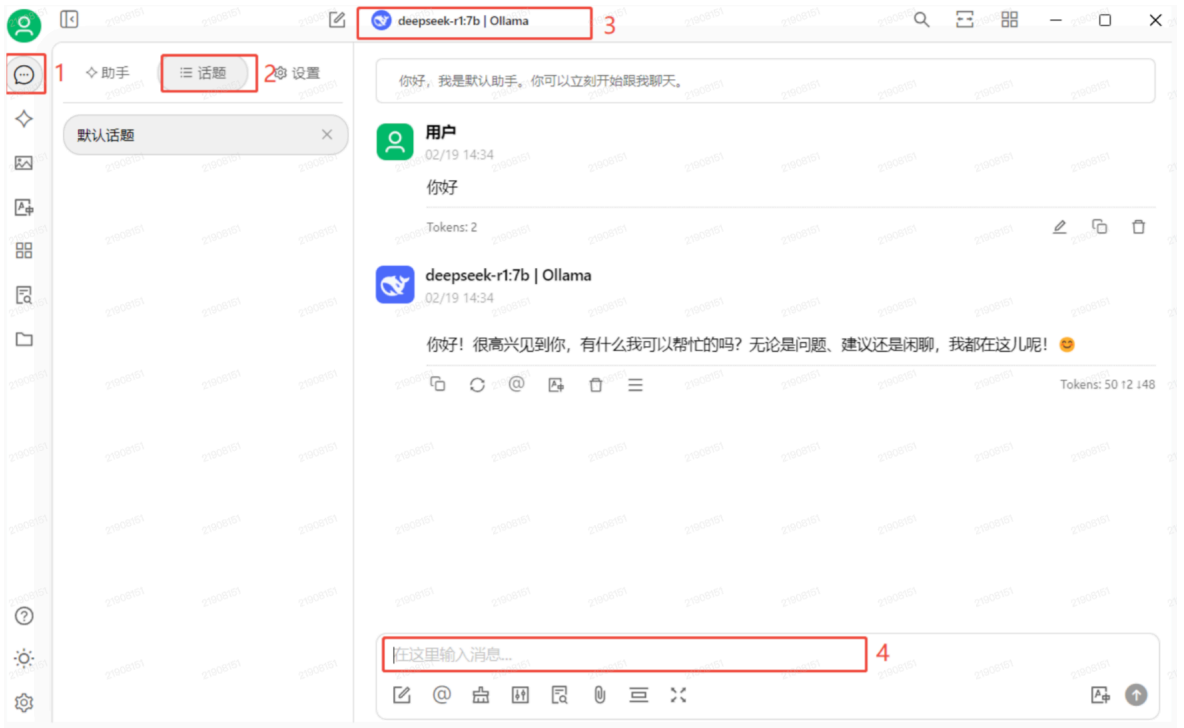 deepseek-r1:7b | Ollama
3
1
助手
话题
2
设置
默认话题
你好，我是默认助手。你可以立刻开始跟我聊天。
用户
02/19 14:34
你好
Tokens: 2
deepseek-r1:7b | Ollama
02/19 14:34
你好！很高兴见到你，有什么我可以帮忙的吗？无论是问题、建议还是闲聊，我都在这儿呢！😊
Tokens: 50 ↑2 ↓48
在这里输入消息...
4
21908151